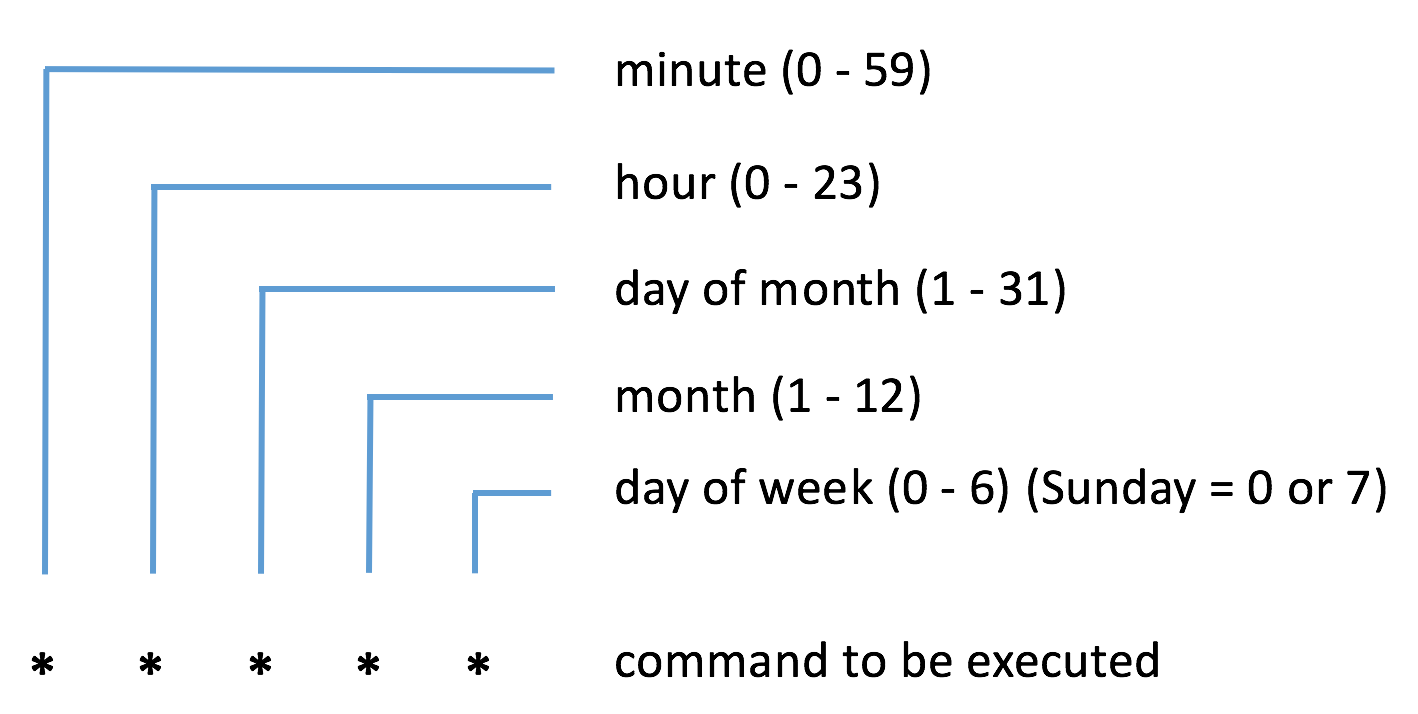 minute (0 - 59)
hour (0 - 23)
day of month (1 - 31)
month (1 - 12)
day of week (0 - 6) (Sunday = 0 or 7)
* * * * * command to be executed